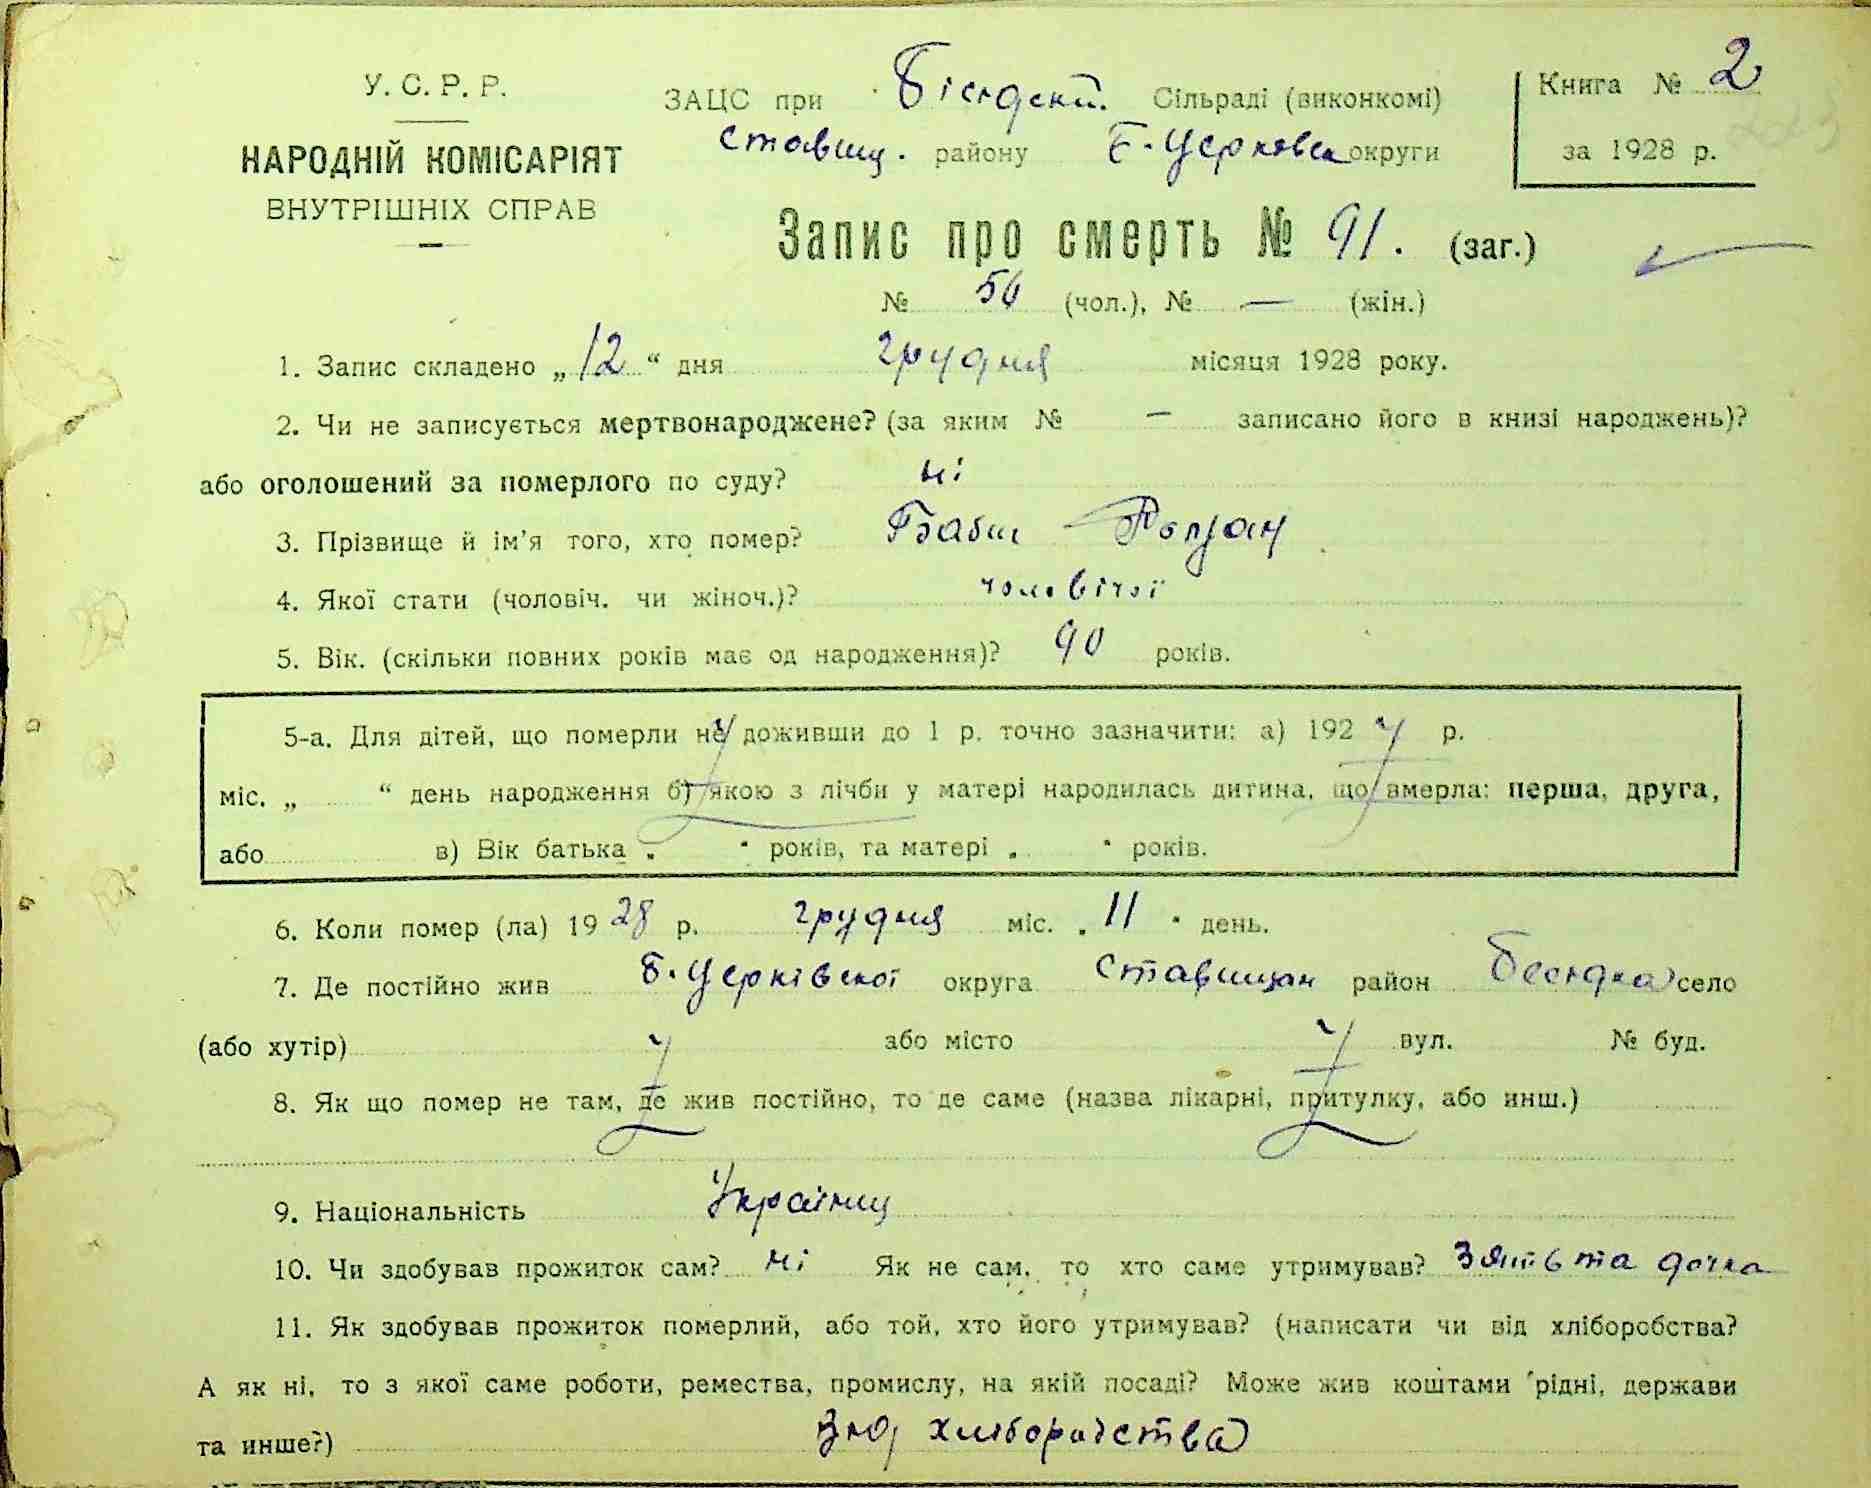 У. С. Р. Р.
НАРОДНІЙ КОМІСАРІЯТ
ВНУТРІШНІХ СПРАВ
ЗАЦС при Сільраді (виконкомі)
Ставищ. району Б. Церковск округи
Книга № 2
за 1928 р.
Запис про смерть № 91. (заг.)
№ 56 (чол.), № — (жін.)
1. Запис складено „12“ дня грудня місяця 1928 року.
2. Чи не записується мертвонароджене? (за яким № — записано його в книзі народжень)?
або оголошений за померлого по суду? ні
3. Прізвище й ім'я того, хто помер?
4. Якої стати (чоловіч. чи жіноч.)? чоловічої
5. Вік. (скільки повних років має од народження)? 90 років.
5-а. Для дітей, що померли не доживши до 1 р. точно зазначити: а) 192 р.
міс. „ “ день народження б) якою з лічби у матері народилась дитина, що вмерла: перша, друга,
або в) Вік батька „ " років, та матері „ " років.
6. Коли помер (ла) 1928 р. грудня міс. „ 11 " день.
7. Де постійно жив Б. Церківської округа Ставищан район Бесідка село
(або хутір) або місто вул. № буд.
8. Як що помер не там, де жив постійно, то де саме (назва лікарні, притулку, або инш.)
9. Національність Українец
10. Чи здобував прожиток сам? ні Як не сам, то хто саме утримував? Зять та дочка
11. Як здобував прожиток померлий, або той, хто його утримував? (написати чи від хліборобства?
А як ні, то з якої саме роботи, ремества, промислу, на якій посаді? Може жив коштами рідні, держави
та инше?) хліборобства